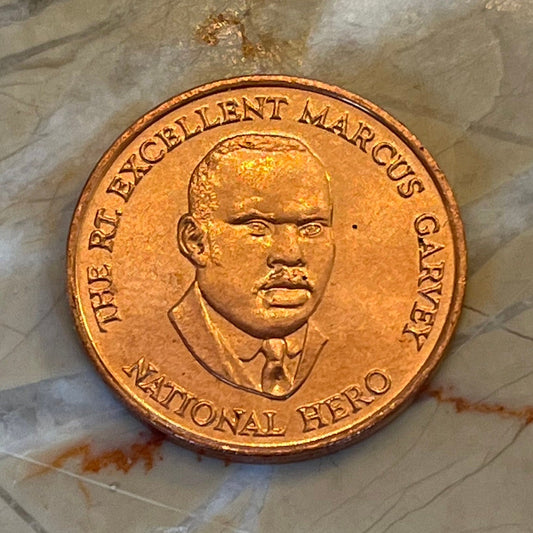 THE RT. EXCELLENT MARCUS GARVEY
NATIONAL HERO